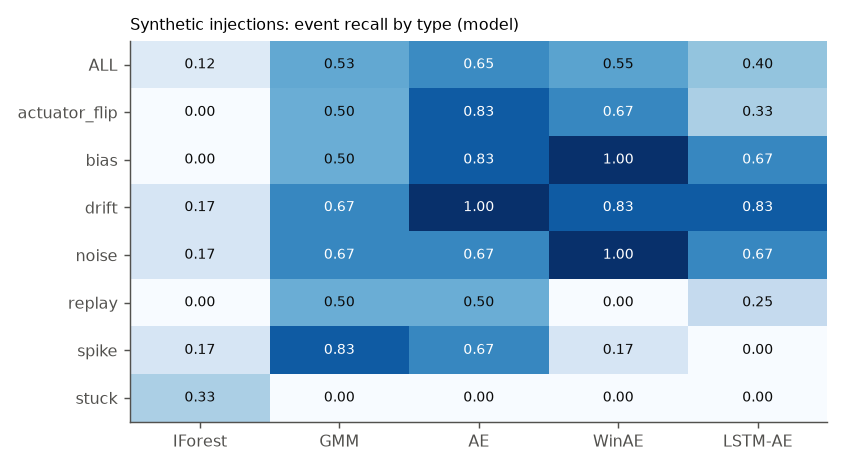 Synthetic injections: event recall by type (model)
ALL 0.12 0.53 0.65 0.55 0.40
actuator_flip 0.00 0.50 0.83 0.67 0.33
bias 0.00 0.50 0.83 1.00 0.67
drift 0.17 0.67 1.00 0.83 0.83
noise 0.17 0.67 0.67 1.00 0.67
replay 0.00 0.50 0.50 0.00 0.25
spike 0.17 0.83 0.67 0.17 0.00
stuck 0.33 0.00 0.00 0.00 0.00
IForest GMM AE WinAE LSTM-AE